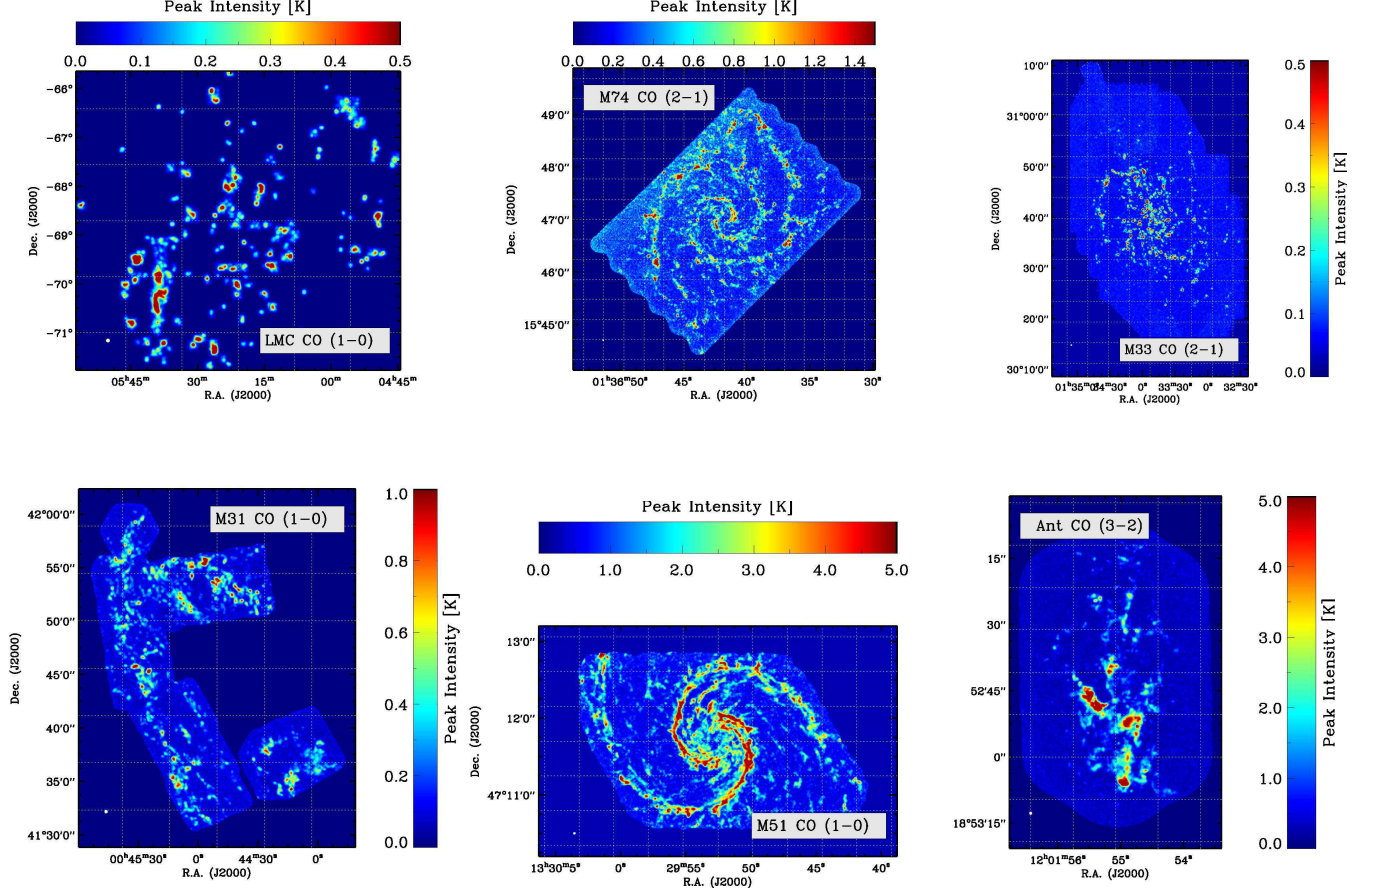 Peak Intensity [K]
0.0 0.1 0.2 0.3 0.4 0.5
−66°
−67°
−68°
−69°
−70°
−71°
Dec. (J2000)
LMC CO (1−0)
05ʰ45ᵐ 30ᵐ 15ᵐ 00ᵐ 04ʰ45ᵐ
R.A. (J2000)
Peak Intensity [K]
0.0 0.2 0.4 0.6 0.8 1.0 1.2 1.4
M74 CO (2−1)
49′0″
48′0″
47′0″
46′0″
15°45′0″
Dec. (J2000)
01ʰ36ᵐ50ˢ 45ˢ 40ˢ 35ˢ 30ˢ
R.A. (J2000)
10′0″
31°00′0″
50′0″
40′0″
30′0″
20′0″
30°10′0″
Dec. (J2000)
M33 CO (2−1)
0ˢ 33ᵐ30ˢ 0ˢ 32ᵐ30ˢ
R.A. (J2000)
0.5
0.4
0.3
0.2
0.1
0.0
Peak Intensity [K]
M31 CO (1−0)
42°00′0″
55′0″
50′0″
45′0″
40′0″
35′0″
41°30′0″
Dec. (J2000)
00ʰ45ᵐ30ˢ 0ˢ 44ᵐ30ˢ 0ˢ
R.A. (J2000)
1.0
0.8
0.6
0.4
0.2
0.0
Peak Intensity [K]
Peak Intensity [K]
0.0 1.0 2.0 3.0 4.0 5.0
13′0″
12′0″
47°11′0″
Dec. (J2000)
M51 CO (1−0)
13ʰ30ᵐ5ˢ 0ˢ 29ᵐ55ˢ 50ˢ 45ˢ 40ˢ
R.A. (J2000)
Ant CO (3−2)
15″
30″
52′45″
0″
18°53′15″
12ʰ01ᵐ56ˢ 55ˢ 54ˢ
R.A. (J2000)
5.0
4.0
3.0
2.0
1.0
0.0
Peak Intensity [K]